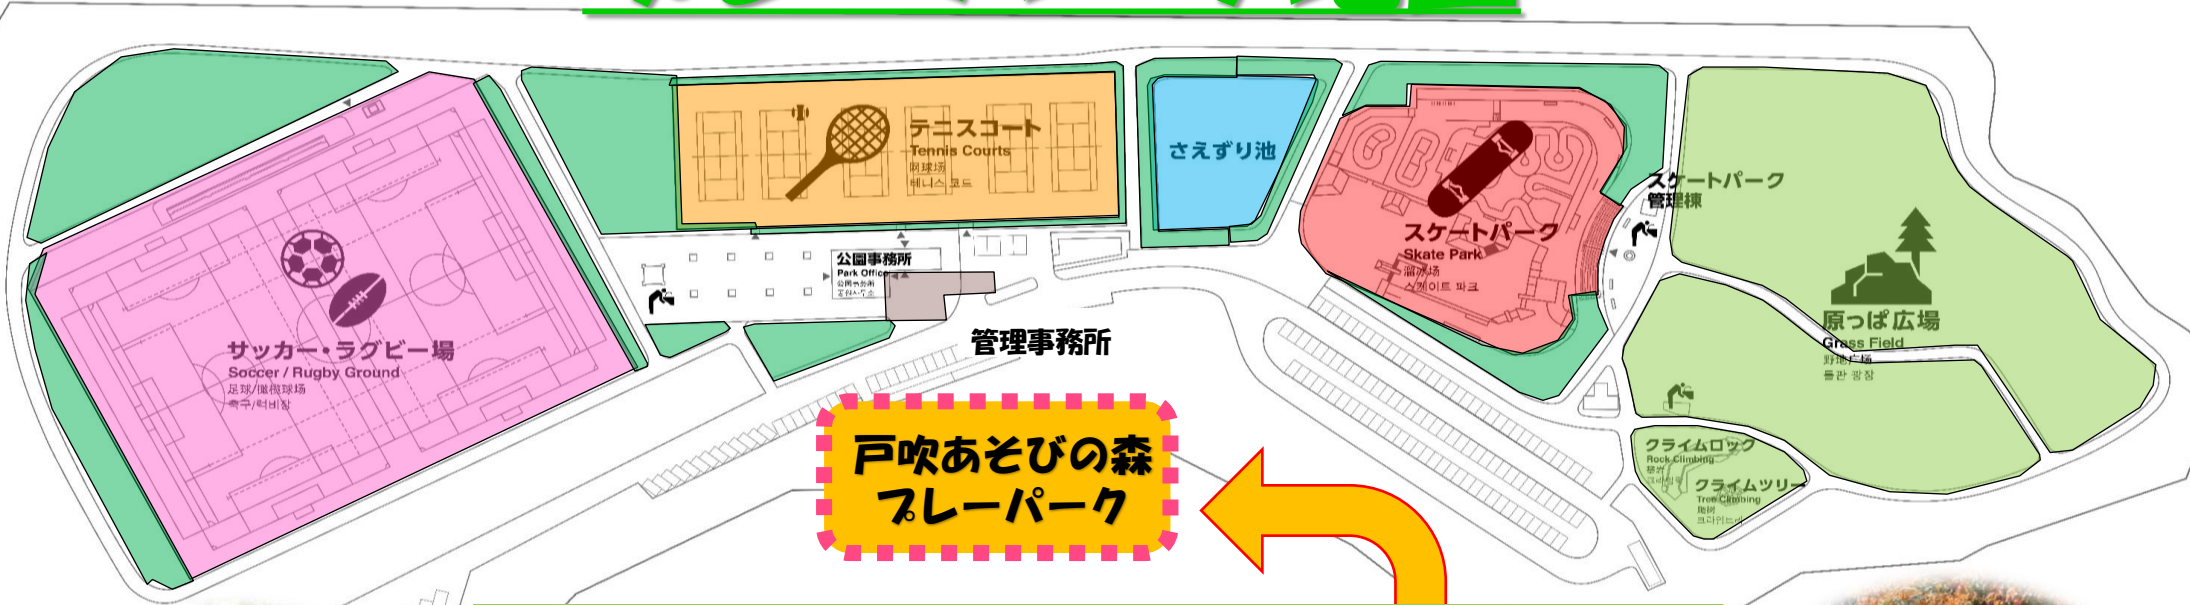 テニスコート
Tennis Courts
网球场
테니스 코트
さえずり池
スケートパーク
管理棟
スケートパーク
Skate Park
溜冰场
스케이트 파크
公園事務所
Park Office
管理事務所
サッカー・ラグビー場
Soccer / Rugby Ground
足球/橄榄球场
축구/럭비장
原っぱ広場
Grass Field
野地广场
들판 광장
戸吹あそびの森
プレーパーク
クライムロック
Rock Climbing
クライムツリー
Tree Climbing